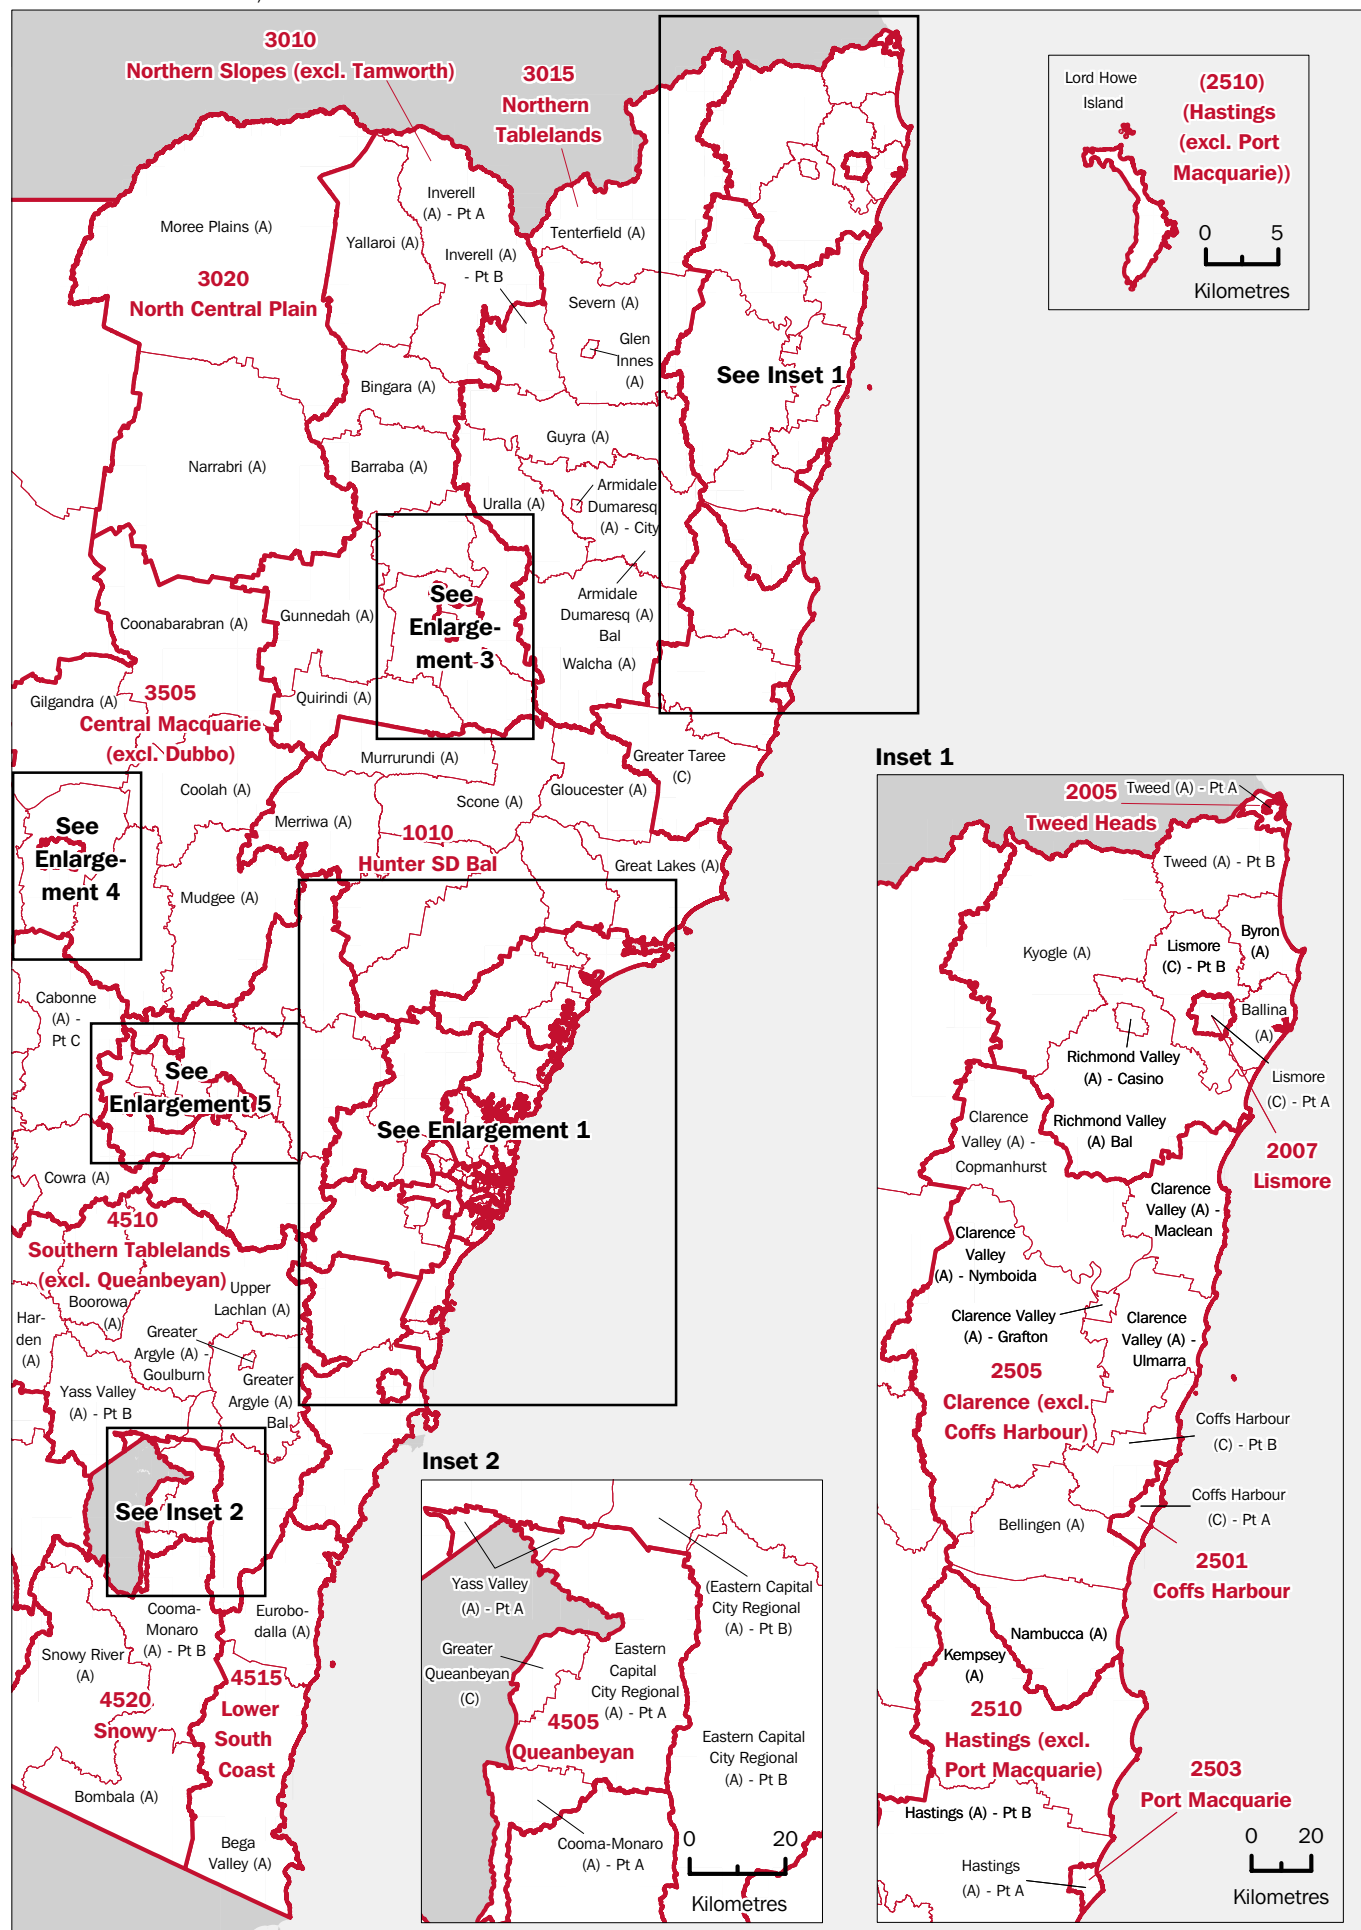 3010
Northern Slopes (excl. Tamworth)
3015
Northern
Tablelands
Moree Plains (A)
3020
North Central Plain
Yallaroi (A)
Inverell
(A) - Pt A
Inverell (A)
- Pt B
Tenterfield (A)
Severn (A)
Glen
Innes
(A)
See Inset 1
Bingara (A)
Guyra (A)
Narrabri (A)
Barraba (A)
Uralla (A)
Armidale
Dumaresq
(A) - City
Armidale
Dumaresq (A)
Bal
Coonabarabran (A)
Gunnedah (A)
See
Enlarge-
ment 3
Walcha (A)
Quirindi (A)
Gilgandra (A)
3505
Central Macquarie
(excl. Dubbo)
Murrurundi (A)
Greater Taree
(C)
Coolah (A)
Scone (A)
Gloucester (A)
Merriwa (A)
1010
Hunter SD Bal
Great Lakes (A)
See
Enlarge-
ment 4
Mudgee (A)
Cabonne
(A) -
Pt C
See
Enlargement 5
See Enlargement 1
Cowra (A)
4510
Southern Tablelands
(excl. Queanbeyan)
Upper
Lachlan (A)
Boorowa
(A)
Har-
den
(A)
Greater
Argyle (A) -
Goulburn
Greater
Argyle (A)
Bal
Yass Valley
(A) - Pt B
See Inset 2
Cooma-
Monaro
(A) - Pt B
Eurobo-
dalla (A)
Snowy River
(A)
4520
Snowy
4515
Lower
South
Coast
Bombala (A)
Bega
Valley (A)
Lord Howe
Island
(2510)
(Hastings
(excl. Port
Macquarie))
0 5
Kilometres
Inset 1
2005
Tweed Heads
Tweed (A) - Pt A
Tweed (A) - Pt B
Kyogle (A)
Lismore
(C) - Pt B
Byron
(A)
Ballina
(A)
Richmond Valley
(A) - Casino
Lismore
(C) - Pt A
Clarence
Valley (A) -
Copmanhurst
Richmond Valley
(A) Bal
2007
Lismore
Clarence
Valley (A) -
Maclean
Clarence
Valley
(A) - Nymboida
Clarence Valley
(A) - Grafton
Clarence
Valley (A) -
Ulmarra
2505
Clarence (excl.
Coffs Harbour)
Coffs Harbour
(C) - Pt B
Coffs Harbour
(C) - Pt A
Bellingen (A)
2501
Coffs Harbour
Nambucca (A)
Kempsey
(A)
2510
Hastings (excl.
Port Macquarie)
2503
Port Macquarie
Hastings (A) - Pt B
Hastings
(A) - Pt A
0 20
Kilometres
Inset 2
Yass Valley
(A) - Pt A
(Eastern Capital
City Regional
(A) - Pt B)
Greater
Queanbeyan
(C)
Eastern
Capital
City Regional
(A) - Pt A
4505
Queanbeyan
Eastern Capital
City Regional
(A) - Pt B
Cooma-Monaro
(A) - Pt A
0 20
Kilometres